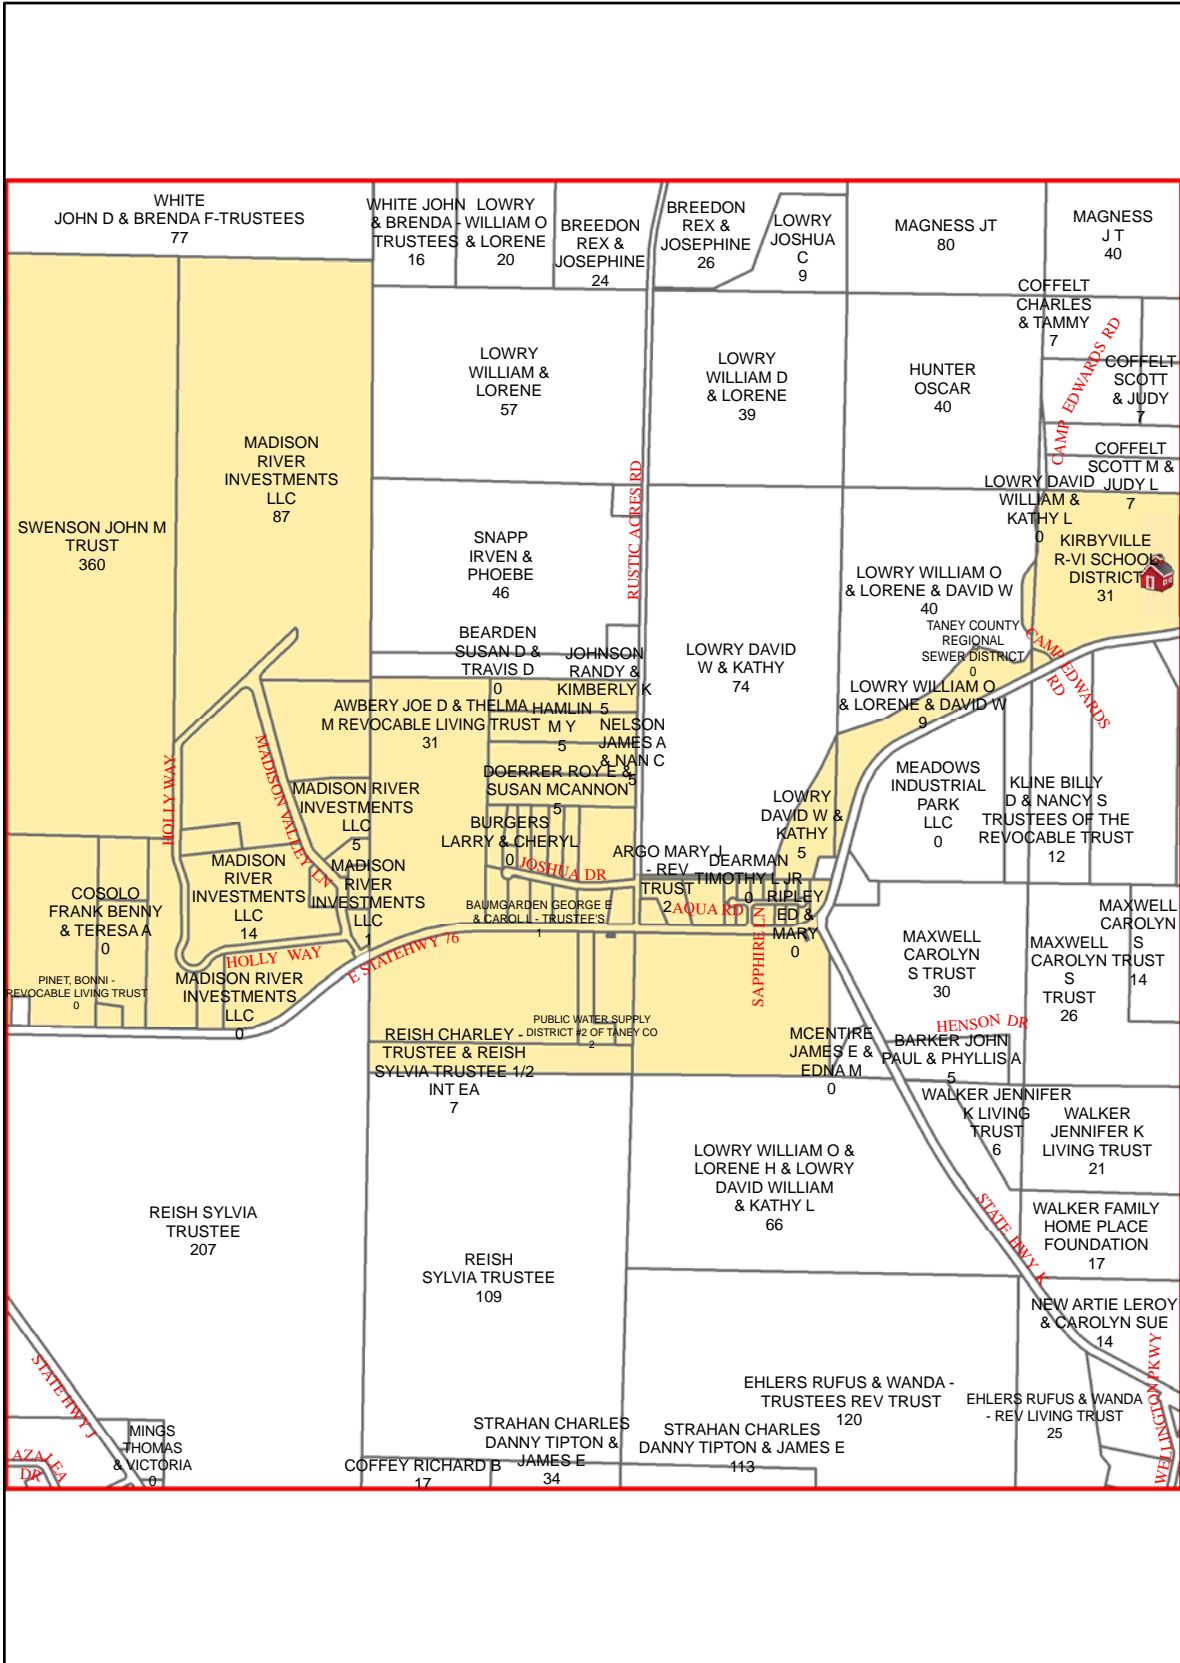 WHITE
JOHN D & BRENDA F-TRUSTEES
77
WHITE JOHN
& BRENDA -
TRUSTEES
16
LOWRY
WILLIAM O
& LORENE
20
BREEDON
REX &
JOSEPHINE
24
BREEDON
REX &
JOSEPHINE
26
LOWRY
JOSHUA
C
9
MAGNESS JT
80
MAGNESS
J T
40
COFFELT
CHARLES
& TAMMY
7
CAMP EDWARDS RD
COFFELT
SCOTT
& JUDY
7
LOWRY
WILLIAM &
LORENE
57
LOWRY
WILLIAM D
& LORENE
39
HUNTER
OSCAR
40
COFFELT
SCOTT M &
JUDY L
7
MADISON
RIVER
INVESTMENTS
LLC
87
SWENSON JOHN M
TRUST
360
RUSTIC ACRES RD
LOWRY DAVID
WILLIAM &
KATHY L
0
KIRBYVILLE
R-VI SCHOOL
DISTRICT
31
SNAPP
IRVEN &
PHOEBE
46
LOWRY WILLIAM O
& LORENE & DAVID W
40
TANEY COUNTY
REGIONAL
SEWER DISTRICT
0
CAMP EDWARDS
RD
BEARDEN
SUSAN D &
TRAVIS D
0
JOHNSON
RANDY &
KIMBERLY K
5
LOWRY DAVID
W & KATHY
74
LOWRY WILLIAM O
& LORENE & DAVID W
9
AWBERY JOE D & THELMA
M REVOCABLE LIVING TRUST
31
HAMLIN
M Y
5
NELSON
JAMES A
& NAN C
5
HOLLY WAY
MADISON VALLEY LN
DOERRER ROY E &
SUSAN MCANNON
5
MADISON RIVER
INVESTMENTS
LLC
5
MEADOWS
INDUSTRIAL
PARK
LLC
0
KLINE BILLY
D & NANCY S
TRUSTEES OF THE
REVOCABLE TRUST
12
LOWRY
DAVID W &
KATHY
5
BURGERS
LARRY & CHERYL
0
JOSHUA DR
ARGO MARY L
- REV
TRUST
2
DEARMAN
TIMOTHY L JR
0
RIPLEY
ED &
MARY
0
AQUA RD
SAPPHIRE LN
MADISON
RIVER
INVESTMENTS
LLC
14
MADISON
RIVER
INVESTMENTS
LLC
1
COSOLO
FRANK BENNY
& TERESA A
0
BAUMGARDEN GEORGE E
& CAROL L - TRUSTEE'S
1
MAXWELL
CAROLYN
S TRUST
30
MAXWELL
CAROLYN
S
TRUST
26
MAXWELL
CAROLYN
S
TRUST
14
HOLLY WAY
E STATEHWY 76
PINET, BONNI -
REVOCABLE LIVING TRUST
0
MADISON RIVER
INVESTMENTS
LLC
0
PUBLIC WATER SUPPLY
DISTRICT #2 OF TANEY CO
2
HENSON DR
REISH CHARLEY -
TRUSTEE & REISH
SYLVIA TRUSTEE 1/2
INT EA
7
MCENTIRE
JAMES E &
EDNA M
0
BARKER JOHN
PAUL & PHYLLIS A
5
WALKER JENNIFER
K LIVING
TRUST
6
WALKER
JENNIFER K
LIVING TRUST
21
LOWRY WILLIAM O &
LORENE H & LOWRY
DAVID WILLIAM
& KATHY L
66
STATE HWY K
REISH SYLVIA
TRUSTEE
207
WALKER FAMILY
HOME PLACE
FOUNDATION
17
REISH
SYLVIA TRUSTEE
109
NEW ARTIE LEROY
& CAROLYN SUE
14
STATE HWY J
WELLINGTON PKWY
EHLERS RUFUS & WANDA -
TRUSTEES REV TRUST
120
EHLERS RUFUS & WANDA
- REV LIVING TRUST
25
AZALEA
DR
MINGS
THOMAS
& VICTORIA
0
COFFEY RICHARD B
17
STRAHAN CHARLES
DANNY TIPTON &
JAMES E
34
STRAHAN CHARLES
DANNY TIPTON & JAMES E
113